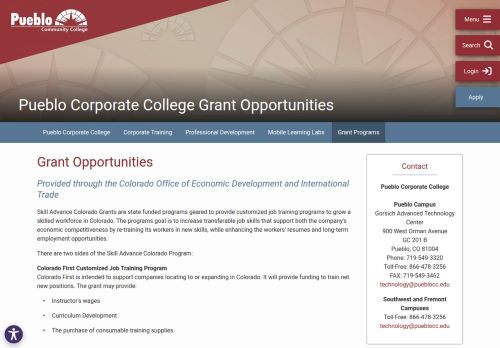 Pueblo
Community College
Menu
Search
Login
Apply
Pueblo Corporate College Grant Opportunities
Pueblo Corporate College
Corporate Training
Professional Development
Mobile Learning Labs
Grant Programs
Grant Opportunities
Provided through the Colorado Office of Economic Development and International
Trade
Skill Advance Colorado Grants are state funded programs geared to provide customized job training programs to grow a
skilled workforce in Colorado. The programs goal is to increase transferable job skills that support both the company's
economic competitiveness by re-training its workers in new skills, while enhancing the workers' resumes and long-term
employment opportunities.
There are two sides of the Skill Advance Colorado Program:
Colorado First Customized Job Training Program
Colorado First is intended to support companies locating to or expanding in Colorado. It will provide funding to train net
new positions. The grant may provide:
• Instructor's wages
• Curriculum Development
• The purchase of consumable training supplies
Contact
Pueblo Corporate College
Pueblo Campus
Gorsich Advanced Technology
Center
900 West Orman Avenue
GC 201 B
Pueblo, CO 81004
Phone: 719-549-3320
Toll-Free: 866-478-3256
FAX: 719-549-3462
technology@pueblocc.edu
Southwest and Fremont
Campuses
Toll-Free: 866-478-3256
technology@pueblocc.edu